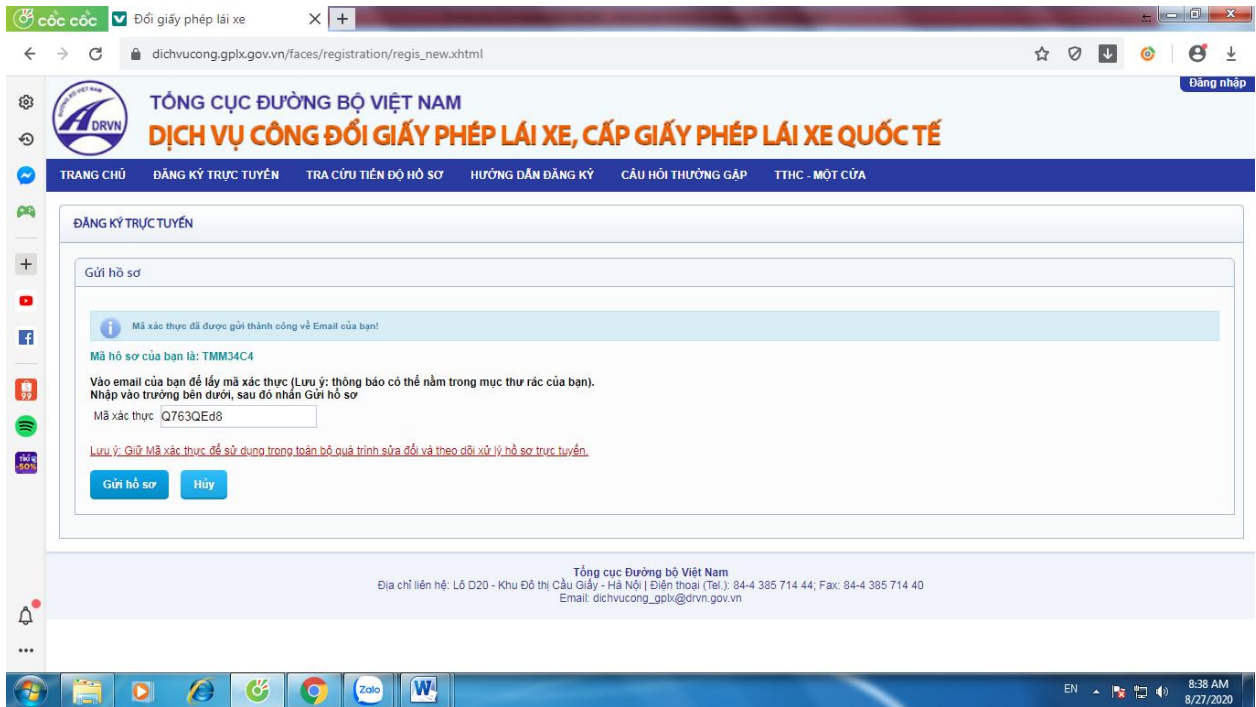 cốc cốc
Đổi giấy phép lái xe
dichvucong.gplx.gov.vn/faces/registration/regis_new.xhtml
Đăng nhập
DRVN
TỔNG CỤC ĐƯỜNG BỘ VIỆT NAM
DỊCH VỤ CÔNG ĐỔI GIẤY PHÉP LÁI XE, CẤP GIẤY PHÉP LÁI XE QUỐC TẾ
TRANG CHỦ ĐĂNG KÝ TRỰC TUYẾN TRA CỨU TIẾN ĐỘ HỒ SƠ HƯỚNG DẪN ĐĂNG KÝ CÂU HỎI THƯỜNG GẶP TTHC - MỘT CỬA
ĐĂNG KÝ TRỰC TUYẾN
Gửi hồ sơ
Mã xác thực đã được gửi thành công về Email của bạn!
Mã hồ sơ của bạn là: TMM34C4
Vào email của bạn để lấy mã xác thực (Lưu ý: thông báo có thể nằm trong mục thư rác của bạn).
Nhập vào trường bên dưới, sau đó nhấn Gửi hồ sơ
Mã xác thực Q763QEd8
Lưu ý: Giữ Mã xác thực để sử dụng trong toàn bộ quá trình sửa đổi và theo dõi xử lý hồ sơ trực tuyến.
Gửi hồ sơ Hủy
99
-50%
Tổng cục Đường bộ Việt Nam
Địa chỉ liên hệ: Lô D20 - Khu Đô thị Cầu Giấy - Hà Nội | Điện thoại (Tel.): 84-4 385 714 44; Fax: 84-4 385 714 40
Email: dichvucong_gplx@drvn.gov.vn
Zalo
W
EN
8:38 AM
8/27/2020